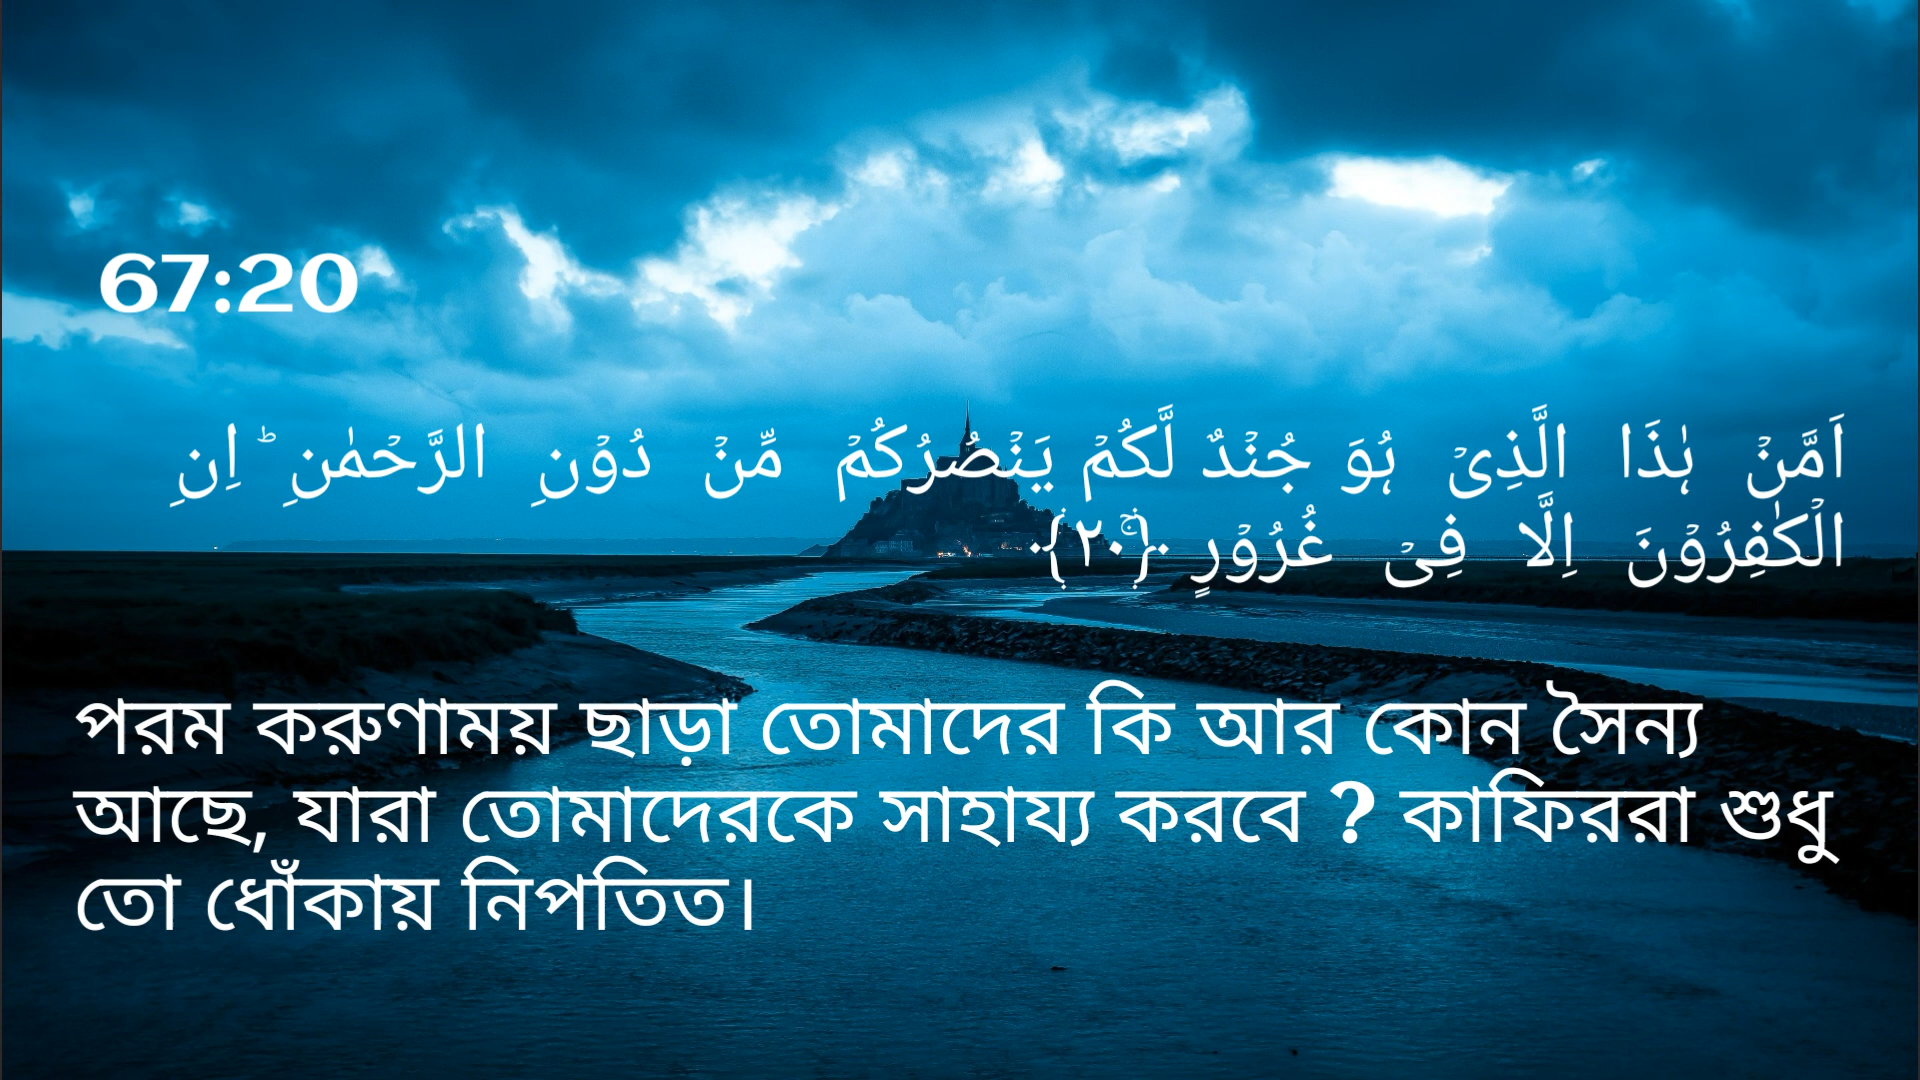 67:20
اَمَّنۡ ہٰذَا الَّذِیۡ ہُوَ جُنۡدٌ لَّکُمۡ یَنۡصُرُکُمۡ مِّنۡ دُوۡنِ الرَّحۡمٰنِ ؕ اِنِ
الۡکٰفِرُوۡنَ اِلَّا فِیۡ غُرُوۡرٍ ﴿ۚ۲۰﴾
পরম করুণাময় ছাড়া তোমাদের কি আর কোন সৈন্য
আছে, যারা তোমাদেরকে সাহায্য করবে ? কাফিররা শুধু
তো ধোঁকায় নিপতিত।